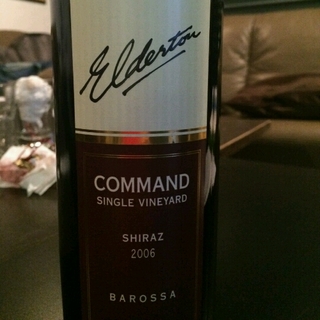 Elderton
COMMAND
SINGLE VINEYARD
SHIRAZ
2006
BAROSSA